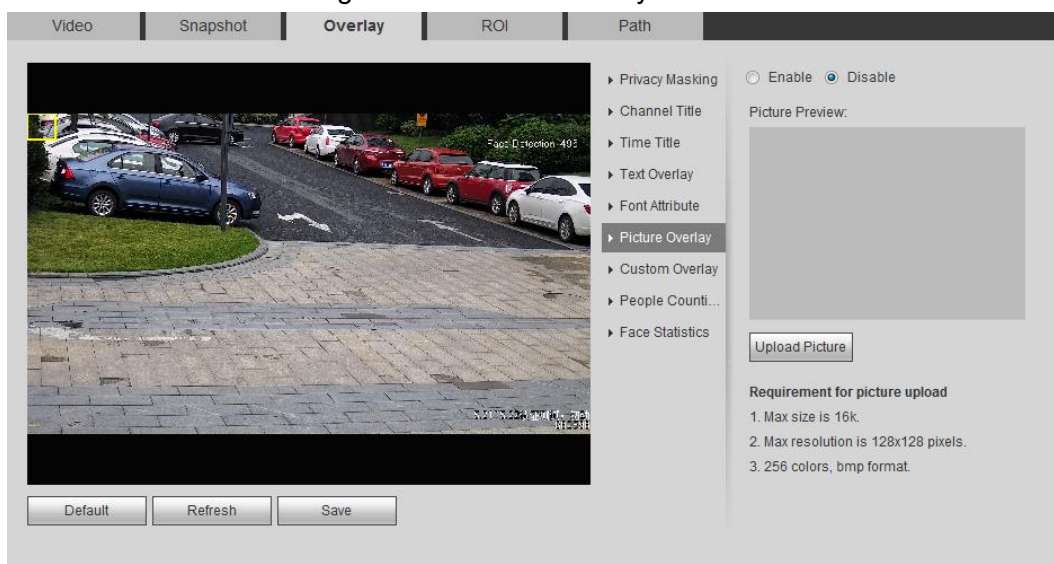 Video Snapshot Overlay ROI Path
Privacy Masking
Channel Title
Time Title
Text Overlay
Font Attribute
Picture Overlay
Custom Overlay
People Counti...
Face Statistics
Enable Disable
Picture Preview:
Face Detection 493
Upload Picture
Requirement for picture upload
1. Max size is 16k.
2. Max resolution is 128x128 pixels.
3. 256 colors, bmp format.
Default Refresh Save